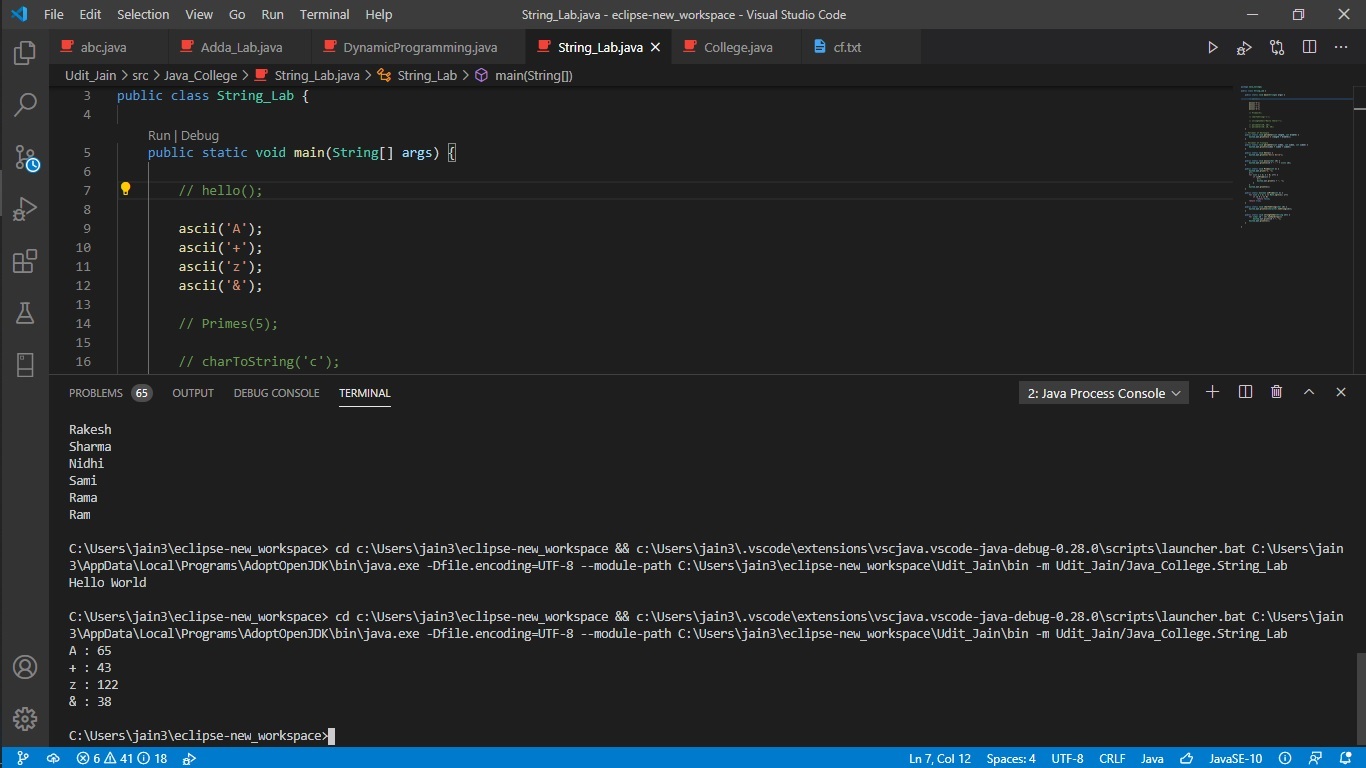 File Edit Selection View Go Run Terminal Help String_Lab.java - eclipse-new_workspace - Visual Studio Code
abc.java Adda_Lab.java DynamicProgramming.java String_Lab.java College.java cf.txt
Udit_Jain > src > Java_College > String_Lab.java > String_Lab > main(String[])
3 public class String_Lab {
4
Run | Debug
5 public static void main(String[] args) {
6
7 // hello();
8
9 ascii('A');
10 ascii('+');
11 ascii('z');
12 ascii('&');
13
14 // Primes(5);
15
16 // charToString('c');
PROBLEMS 65 OUTPUT DEBUG CONSOLE TERMINAL 2: Java Process Console
Rakesh
Sharma
Nidhi
Sami
Rama
Ram
C:\Users\jain3\eclipse-new_workspace> cd c:\Users\jain3\eclipse-new_workspace && c:\Users\jain3\.vscode\extensions\vscjava.vscode-java-debug-0.28.0\scripts\launcher.bat C:\Users\jain
3\AppData\Local\Programs\AdoptOpenJDK\bin\java.exe -Dfile.encoding=UTF-8 --module-path C:\Users\jain3\eclipse-new_workspace\Udit_Jain\bin -m Udit_Jain/Java_College.String_Lab
Hello World
C:\Users\jain3\eclipse-new_workspace> cd c:\Users\jain3\eclipse-new_workspace && c:\Users\jain3\.vscode\extensions\vscjava.vscode-java-debug-0.28.0\scripts\launcher.bat C:\Users\jain
3\AppData\Local\Programs\AdoptOpenJDK\bin\java.exe -Dfile.encoding=UTF-8 --module-path C:\Users\jain3\eclipse-new_workspace\Udit_Jain\bin -m Udit_Jain/Java_College.String_Lab
A : 65
+ : 43
z : 122
& : 38
C:\Users\jain3\eclipse-new_workspace>
6 41 18 Ln 7, Col 12 Spaces: 4 UTF-8 CRLF Java JavaSE-10